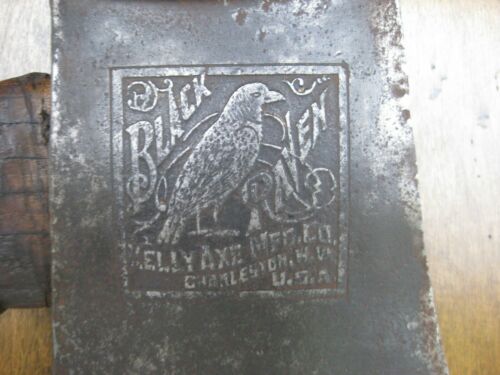 BLACK
RAVEN
KELLY AXE MFG. CO.
CHARLESTON, W. VA.
U.S.A.